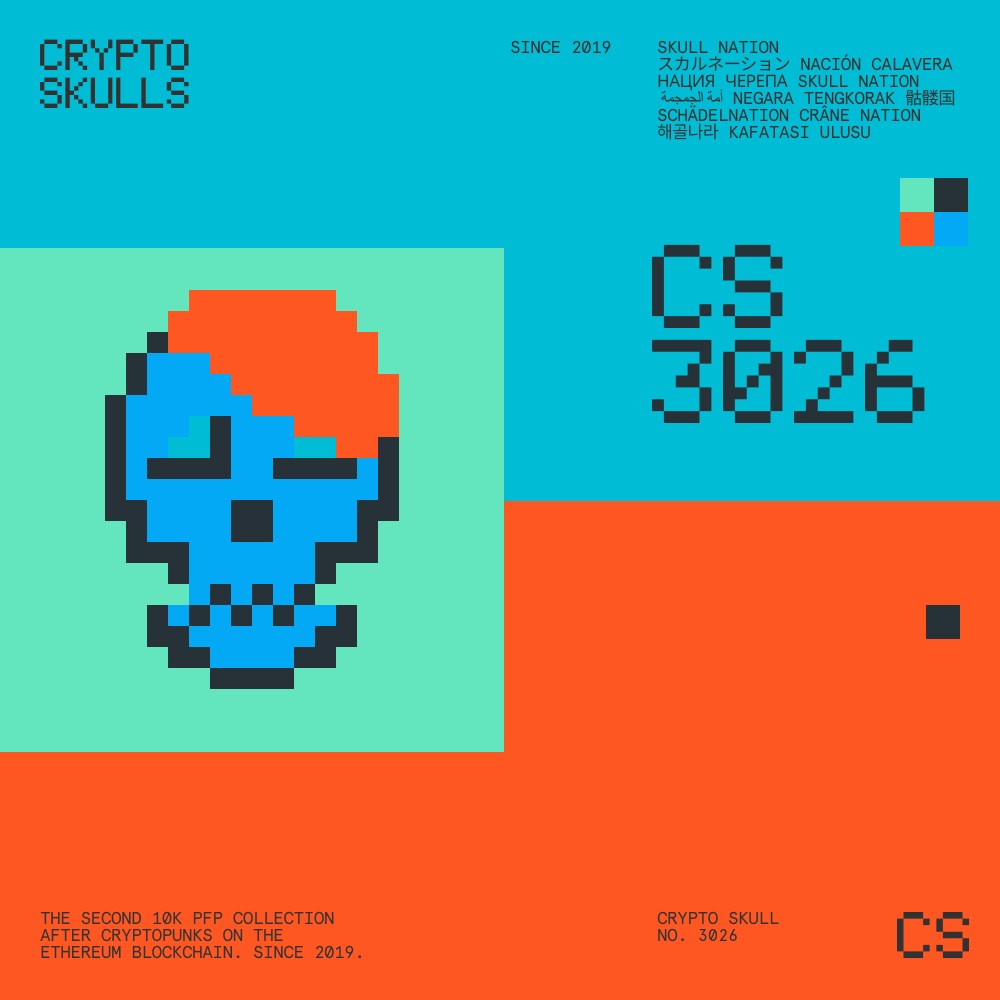 CRYPTO
SKULLS
SINCE 2019
SKULL NATION
スカルネーション NACIÓN CALAVERA
НАЦИЯ ЧЕРЕПА SKULL NATION
أمة الجمجمة NEGARA TENGKORAK 骷髅国
SCHÄDELNATION CRÂNE NATION
해골나라 KAFATASI ULUSU
CS
3026
THE SECOND 10K PFP COLLECTION
AFTER CRYPTOPUNKS ON THE
ETHEREUM BLOCKCHAIN. SINCE 2019.
CRYPTO SKULL
NO. 3026
CS